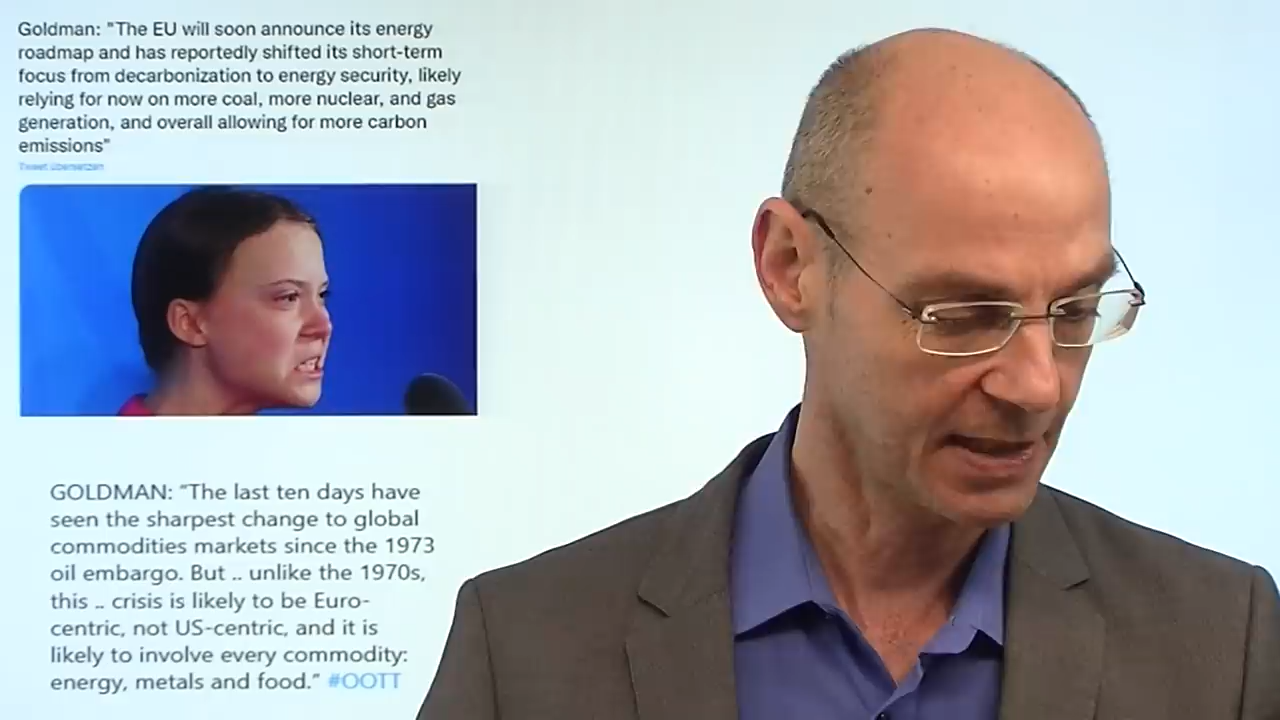 Goldman: "The EU will soon announce its energy
roadmap and has reportedly shifted its short-term
focus from decarbonization to energy security, likely
relying for now on more coal, more nuclear, and gas
generation, and overall allowing for more carbon
emissions"
Tweet übersetzen
GOLDMAN: “The last ten days have
seen the sharpest change to global
commodities markets since the 1973
oil embargo. But .. unlike the 1970s,
this .. crisis is likely to be Euro-
centric, not US-centric, and it is
likely to involve every commodity:
energy, metals and food.” #OOTT